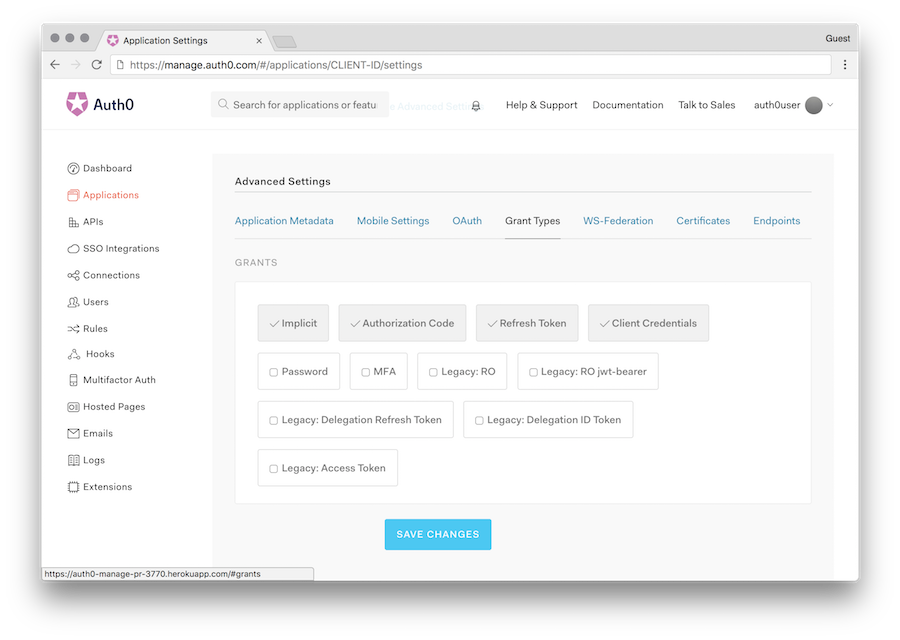 Application Settings
Guest
https://manage.auth0.com/#/applications/CLIENT-ID/settings
Auth0
Search for applications or featu
e Advanced Sett
Help & Support
Documentation
Talk to Sales
auth0user
Dashboard
Applications
APIs
SSO Integrations
Connections
Users
Rules
Hooks
Multifactor Auth
Hosted Pages
Emails
Logs
Extensions
Advanced Settings
Application Metadata
Mobile Settings
OAuth
Grant Types
WS-Federation
Certificates
Endpoints
GRANTS
Implicit
Authorization Code
Refresh Token
Client Credentials
Password
MFA
Legacy: RO
Legacy: RO jwt-bearer
Legacy: Delegation Refresh Token
Legacy: Delegation ID Token
Legacy: Access Token
SAVE CHANGES
https://auth0-manage-pr-3770.herokuapp.com/#grants